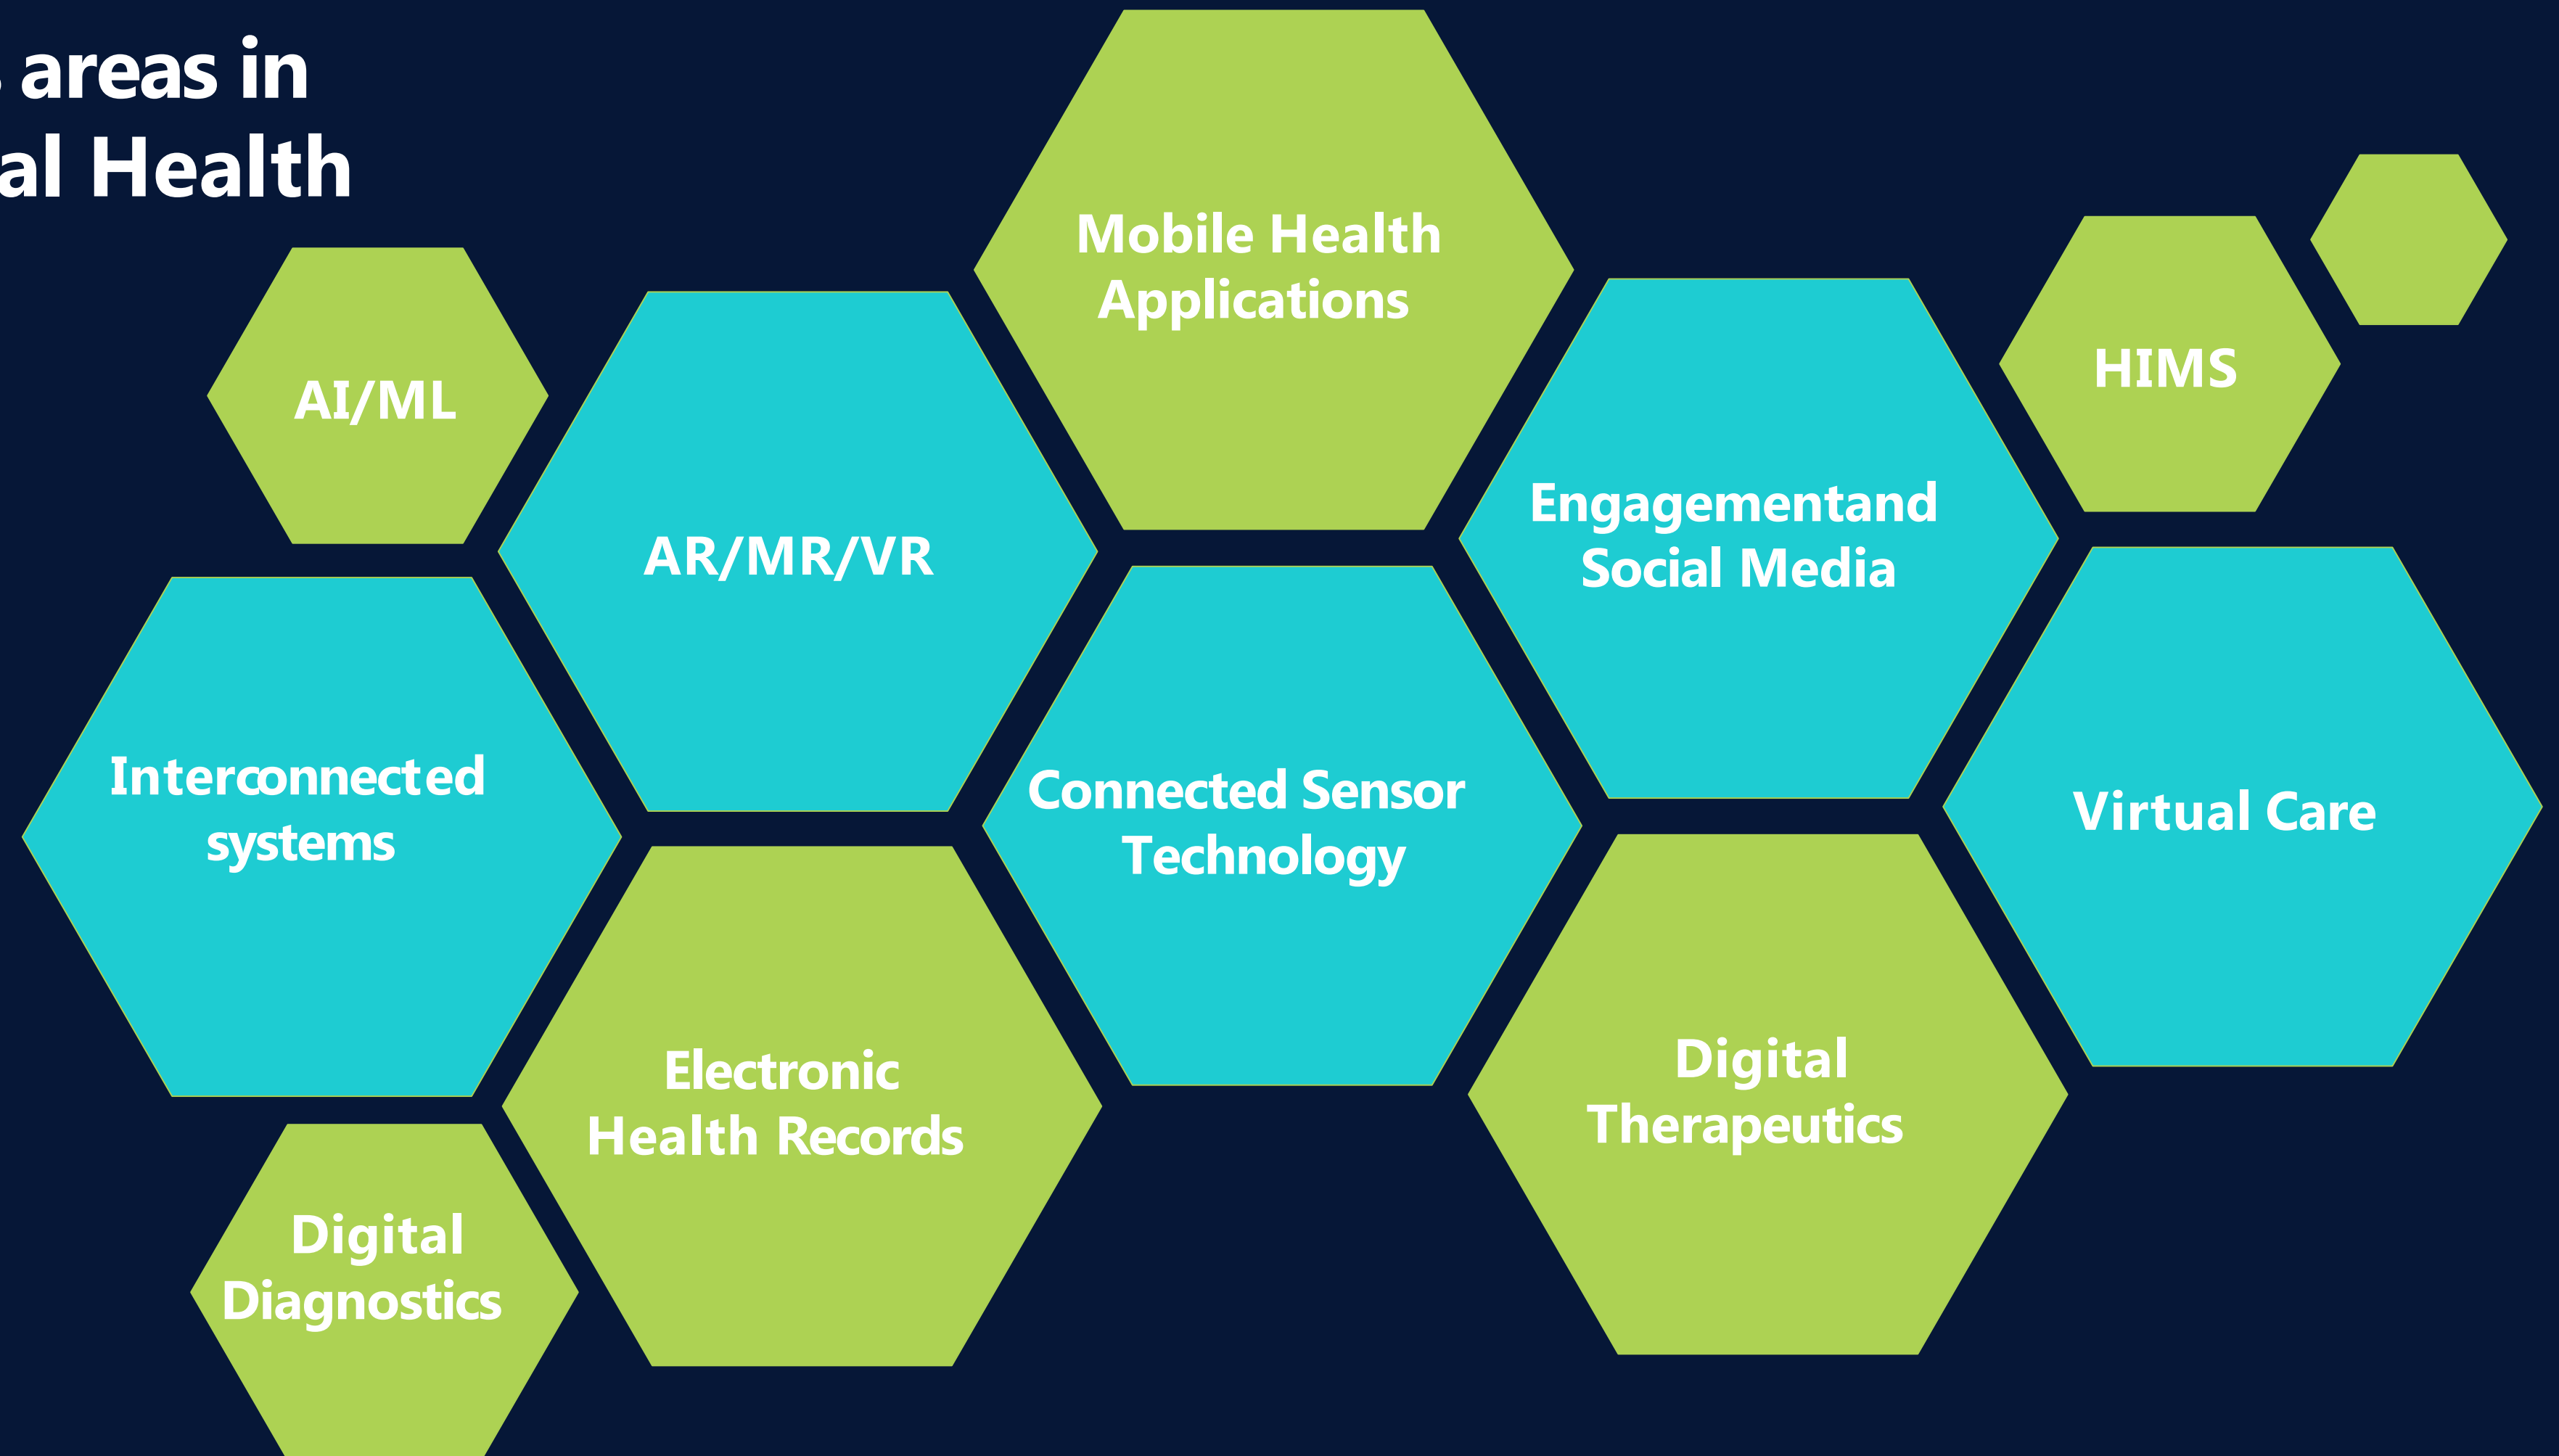 areas in
al Health
Mobile Health
Applications
HIMS
AI/ML
Engagementand
Social Media
AR/MR/VR
Interconnected
systems
Connected Sensor
Technology
Virtual Care
Electronic
Health Records
Digital
Therapeutics
Digital
Diagnostics